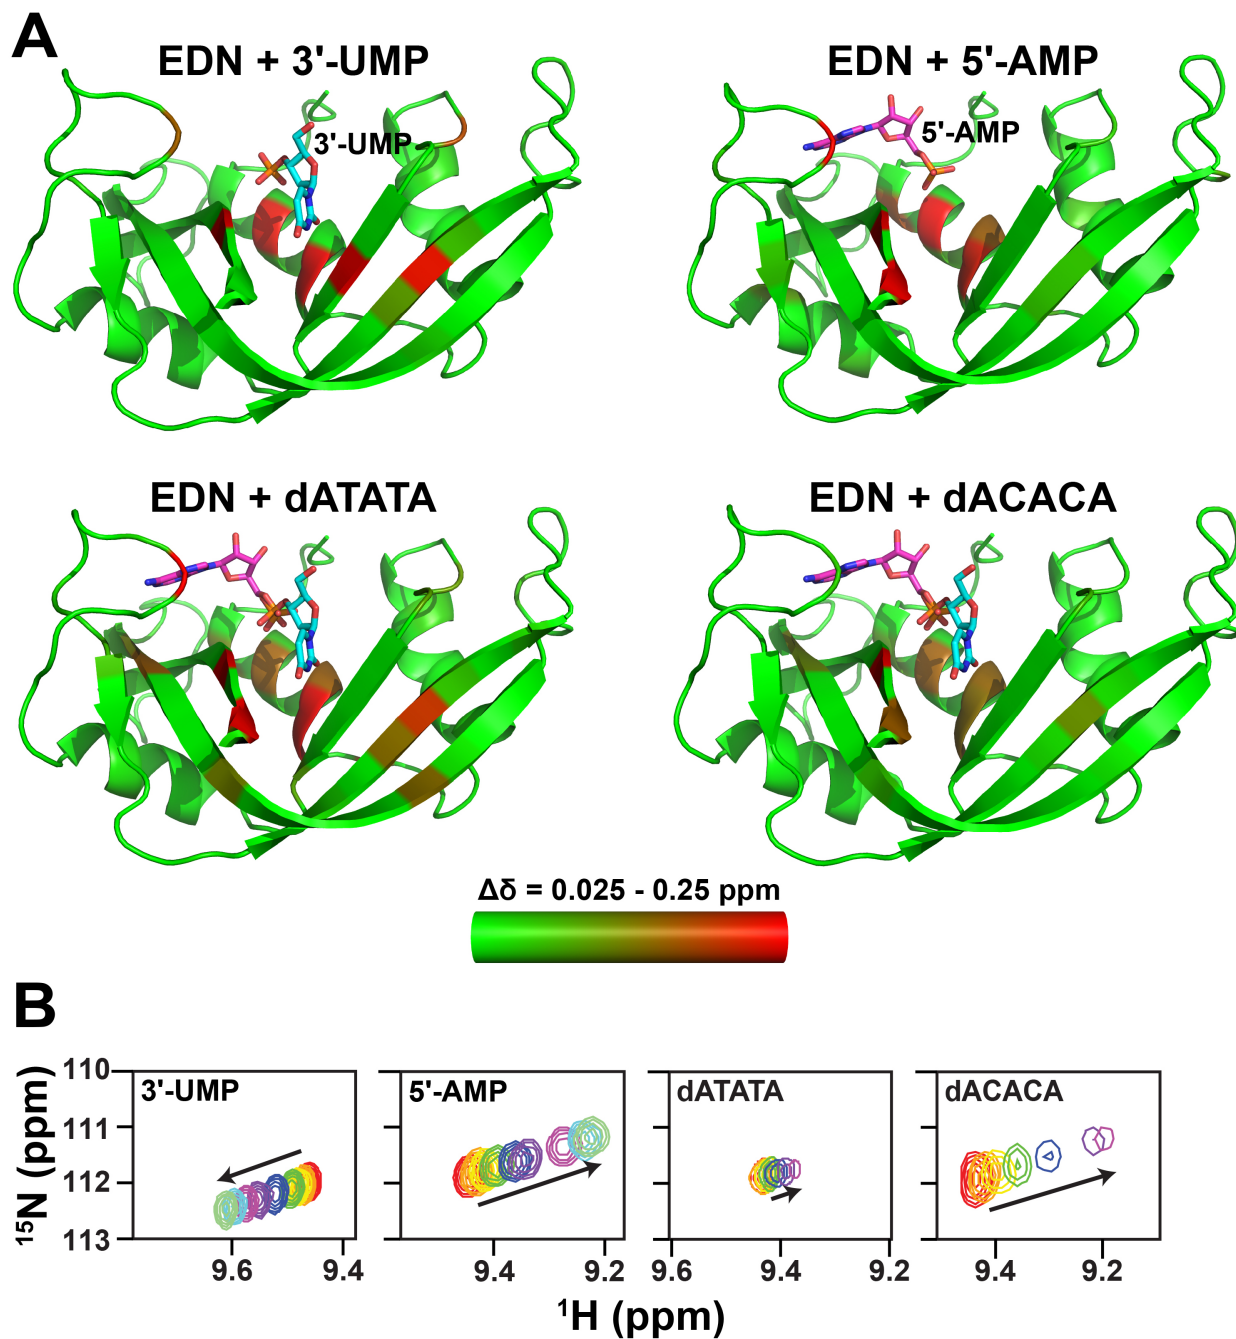 A
EDN + 3'-UMP
3'-UMP
EDN + 5'-AMP
5'-AMP
EDN + dATATA
EDN + dACACA
Δδ = 0.025 - 0.25 ppm
B
15N (ppm)
110
111
112
113
3'-UMP
5'-AMP
dATATA
dACACA
9.6 9.4
9.4 9.2
9.6 9.4 9.2
9.4 9.2
1H (ppm)